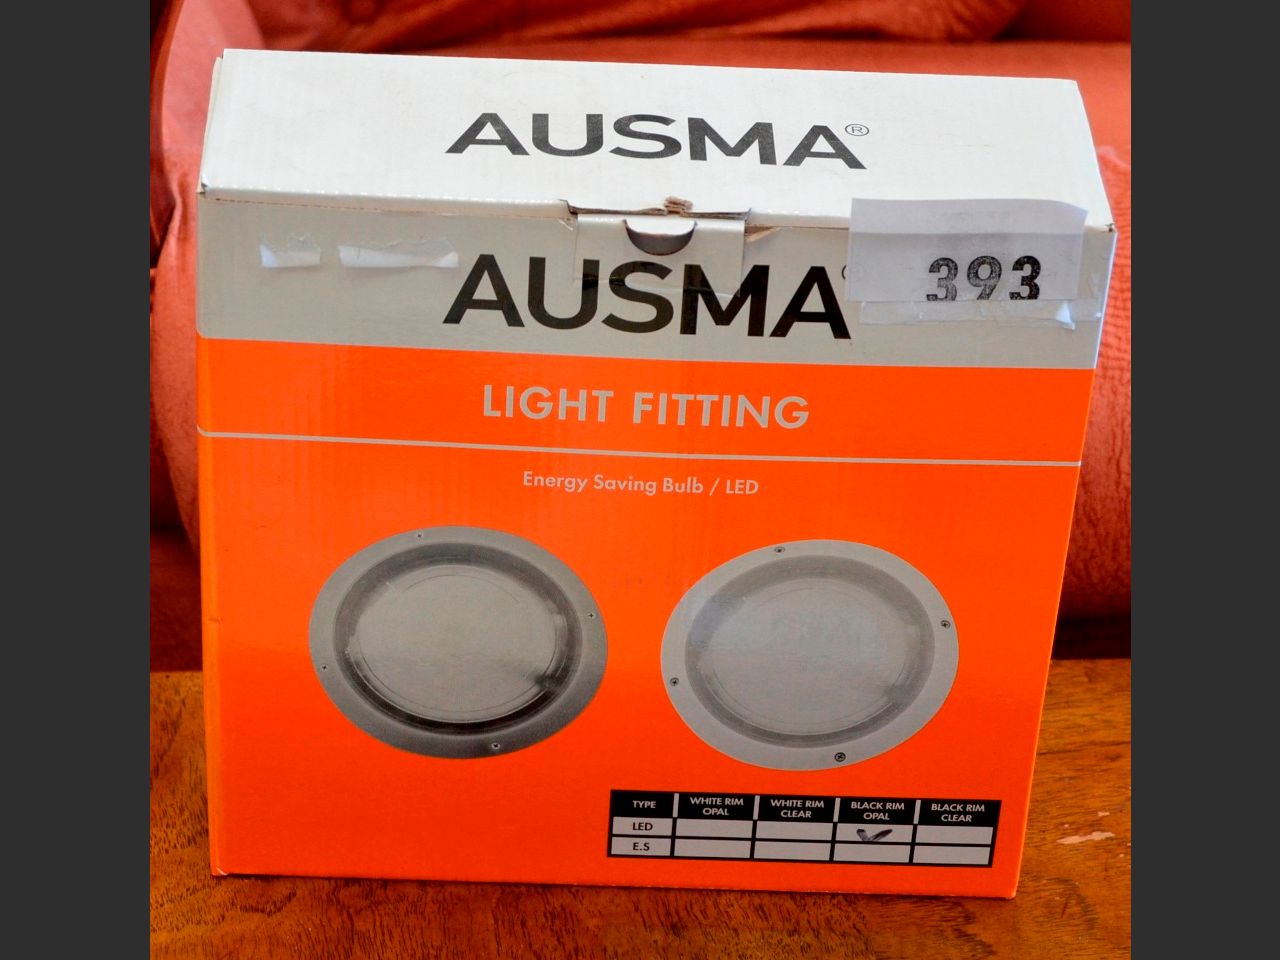 AUSMA®
AUSMA
393
LIGHT FITTING
Energy Saving Bulb / LED
TYPE WHITE RIM OPAL WHITE RIM CLEAR BLACK RIM OPAL BLACK RIM CLEAR
LED
E.S